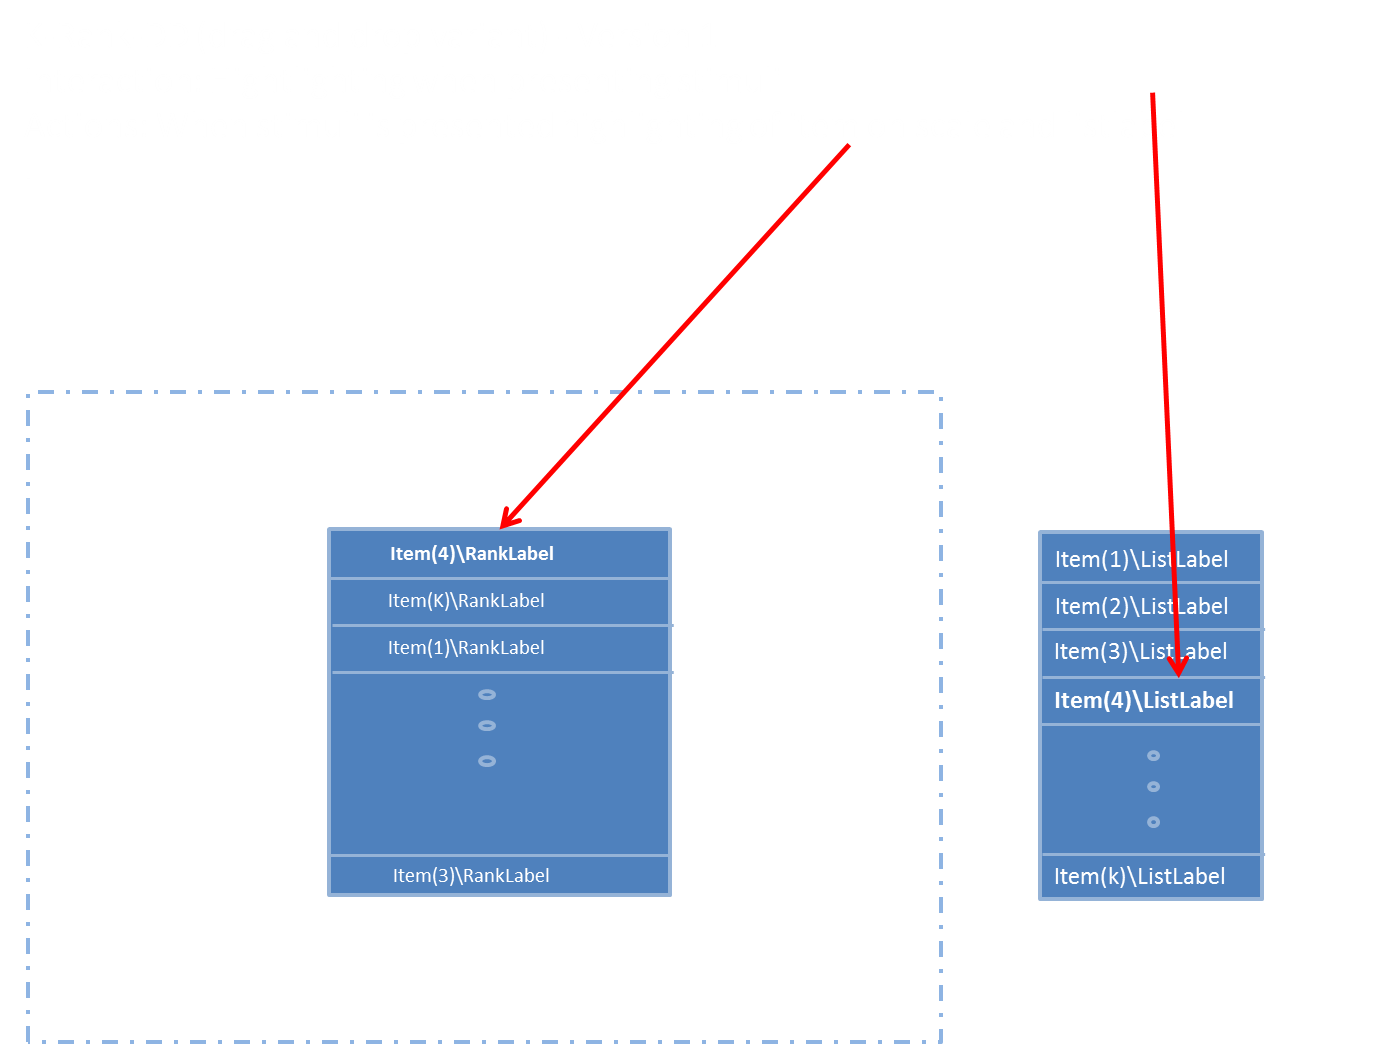 Item(4)\RankLabel
Item(K)\RankLabel
Item(1)\RankLabel
Item(3)\RankLabel
Item(1)\ListLabel
Item(2)\ListLabel
Item(3)\ListLabel
Item(4)\ListLabel
Item(k)\ListLabel